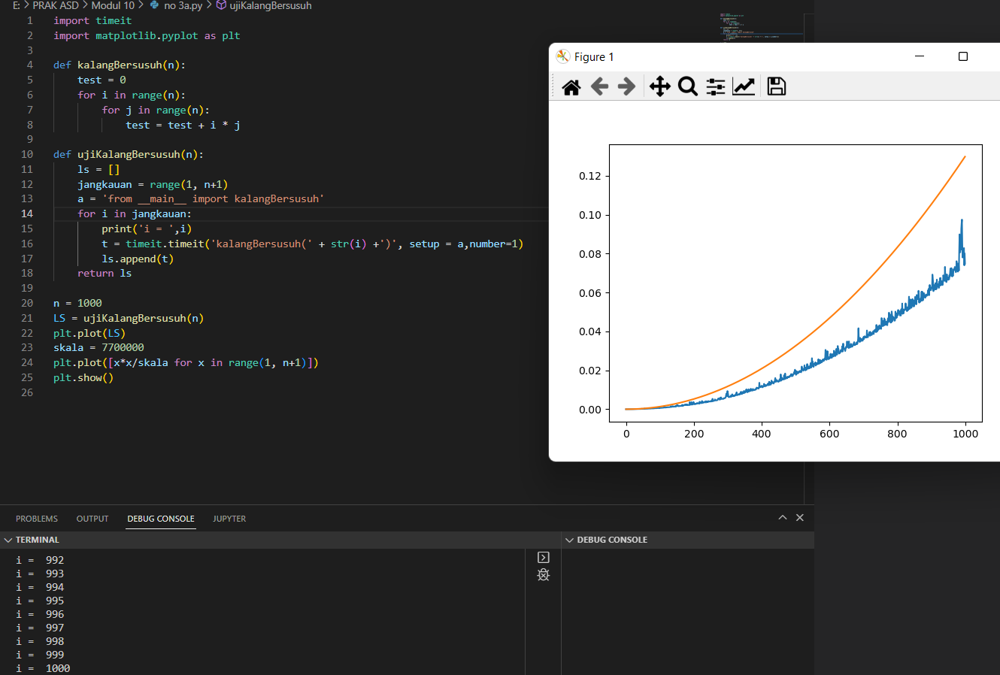 E: > PRAK ASD > Modul 10 > no 3a.py > ujiKalangBersusuh
1 import timeit
2 import matplotlib.pyplot as plt
3
4 def kalangBersusuh(n):
5     test = 0
6     for i in range(n):
7         for j in range(n):
8             test = test + i * j
9
10 def ujiKalangBersusuh(n):
11     ls = []
12     jangkauan = range(1, n+1)
13     a = 'from __main__ import kalangBersusuh'
14     for i in jangkauan:
15         print('i = ',i)
16         t = timeit.timeit('kalangBersusuh(' + str(i) +')', setup = a,number=1)
17         ls.append(t)
18     return ls
19
20 n = 1000
21 LS = ujiKalangBersusuh(n)
22 plt.plot(LS)
23 skala = 7700000
24 plt.plot([x*x/skala for x in range(1, n+1)])
25 plt.show()
26
Figure 1
0.12
0.10
0.08
0.06
0.04
0.02
0.00
0 200 400 600 800 1000
PROBLEMS OUTPUT DEBUG CONSOLE JUPYTER
TERMINAL
i =  992
i =  993
i =  994
i =  995
i =  996
i =  997
i =  998
i =  999
i =  1000
DEBUG CONSOLE